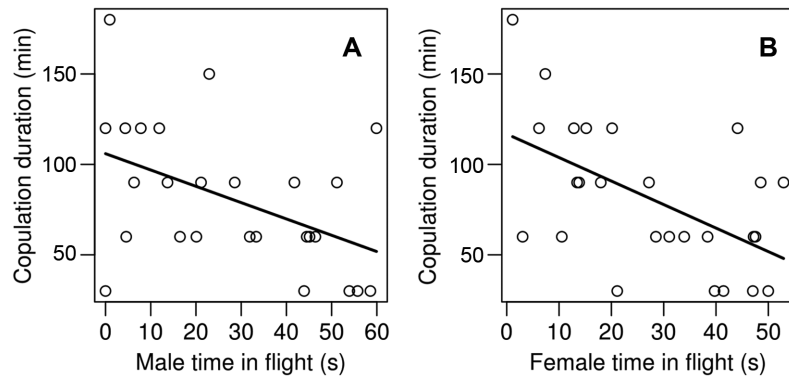 A
Copulation duration (min)
150
100
50
0 10 20 30 40 50 60
Male time in flight (s)
B
Copulation duration (min)
150
100
50
0 10 20 30 40 50
Female time in flight (s)